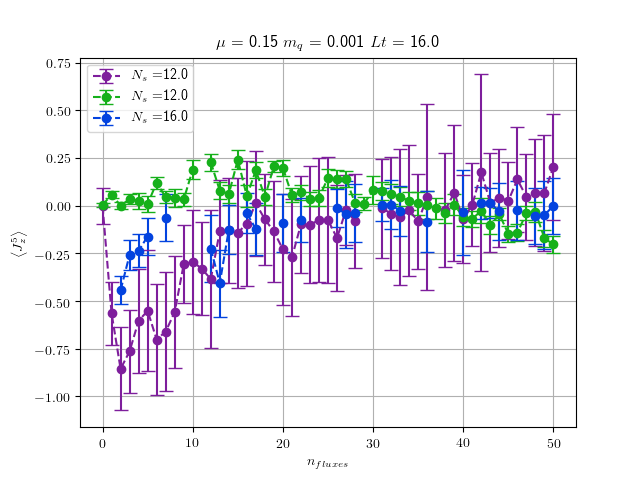 μ = 0.15 m_q = 0.001 Lt = 16.0
N_s =12.0
N_s =12.0
N_s =16.0
0.75
0.50
0.25
0.00
−0.25
−0.50
−0.75
−1.00
⟨J_z^5⟩
0 10 20 30 40 50
n_fluxes